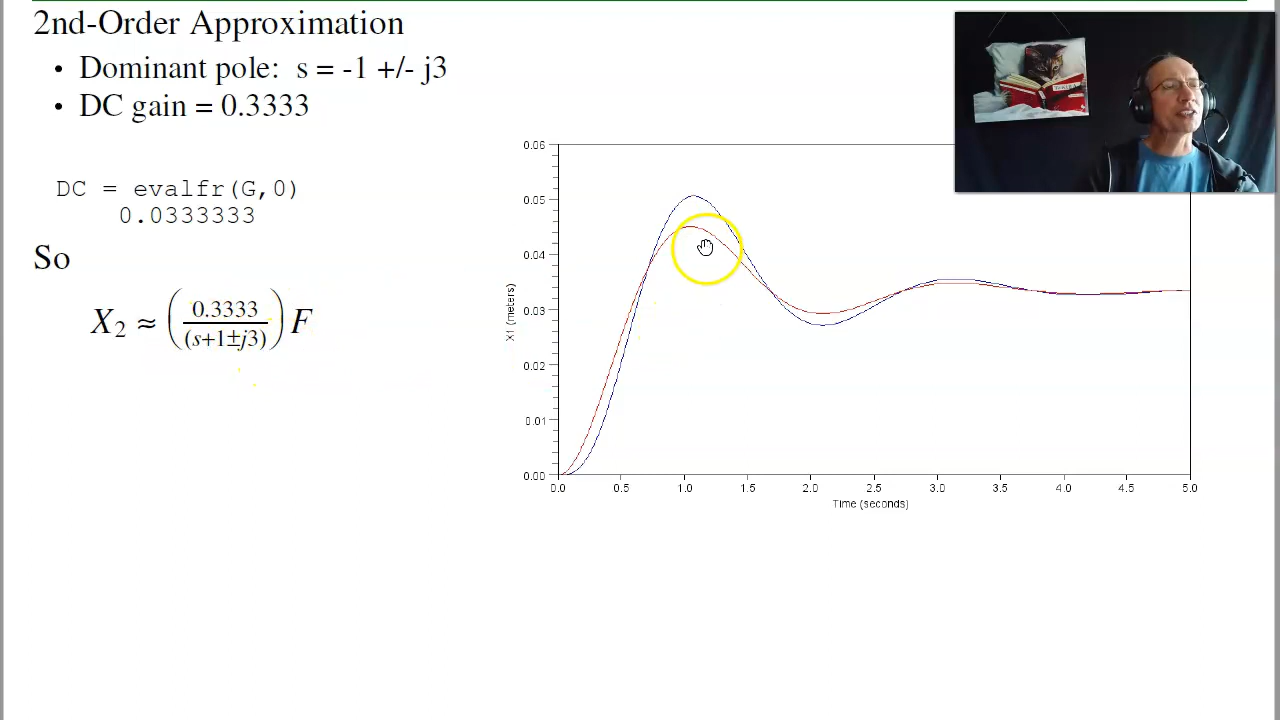 2nd-Order Approximation
• Dominant pole: s = -1 +/- j3
• DC gain = 0.3333
DC = evalfr(G,0)
0.0333333
So
X₂ ≈ (0.3333 / (s+1±j3)) F
0.06
0.05
0.04
0.03
0.02
0.01
0.00
X1 (meters)
0.0 0.5 1.0 1.5 2.0 2.5 3.0 3.5 4.0 4.5 5.0
Time (seconds)